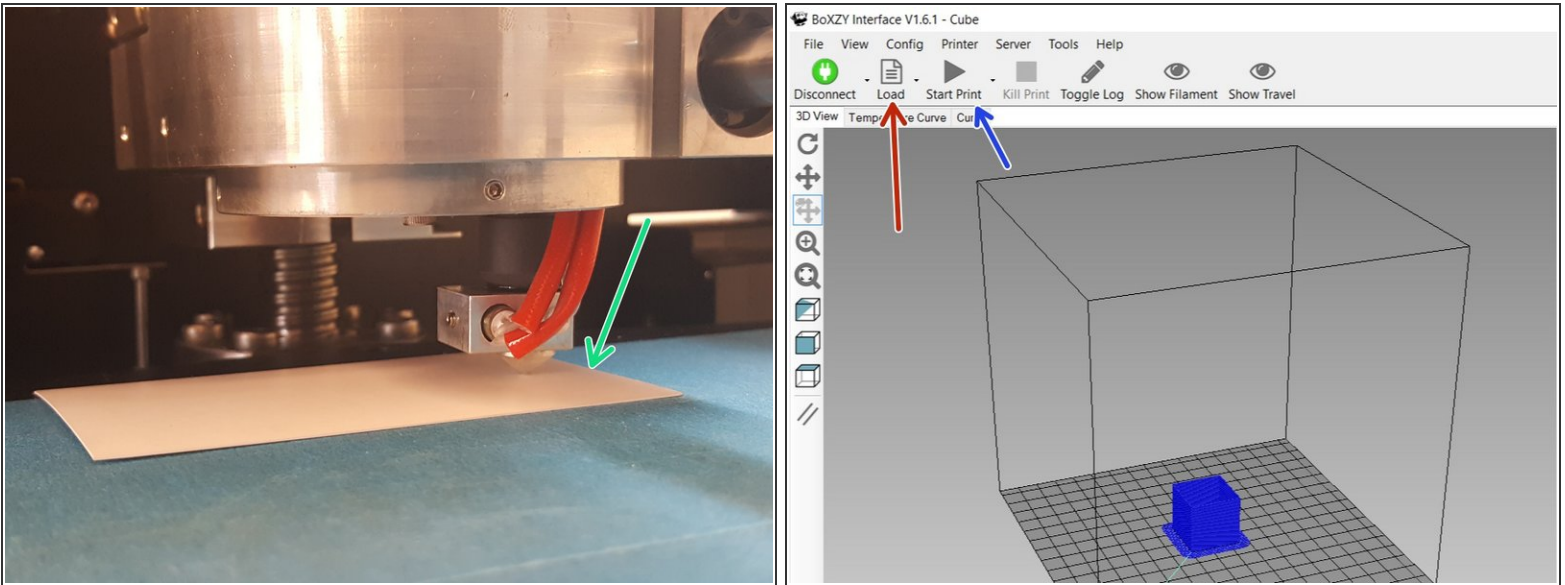 BoXZY Interface V1.6.1 - Cube
File View Config Printer Server Tools Help
Disconnect Load Start Print Kill Print Toggle Log Show Filament Show Travel
3D View Curve